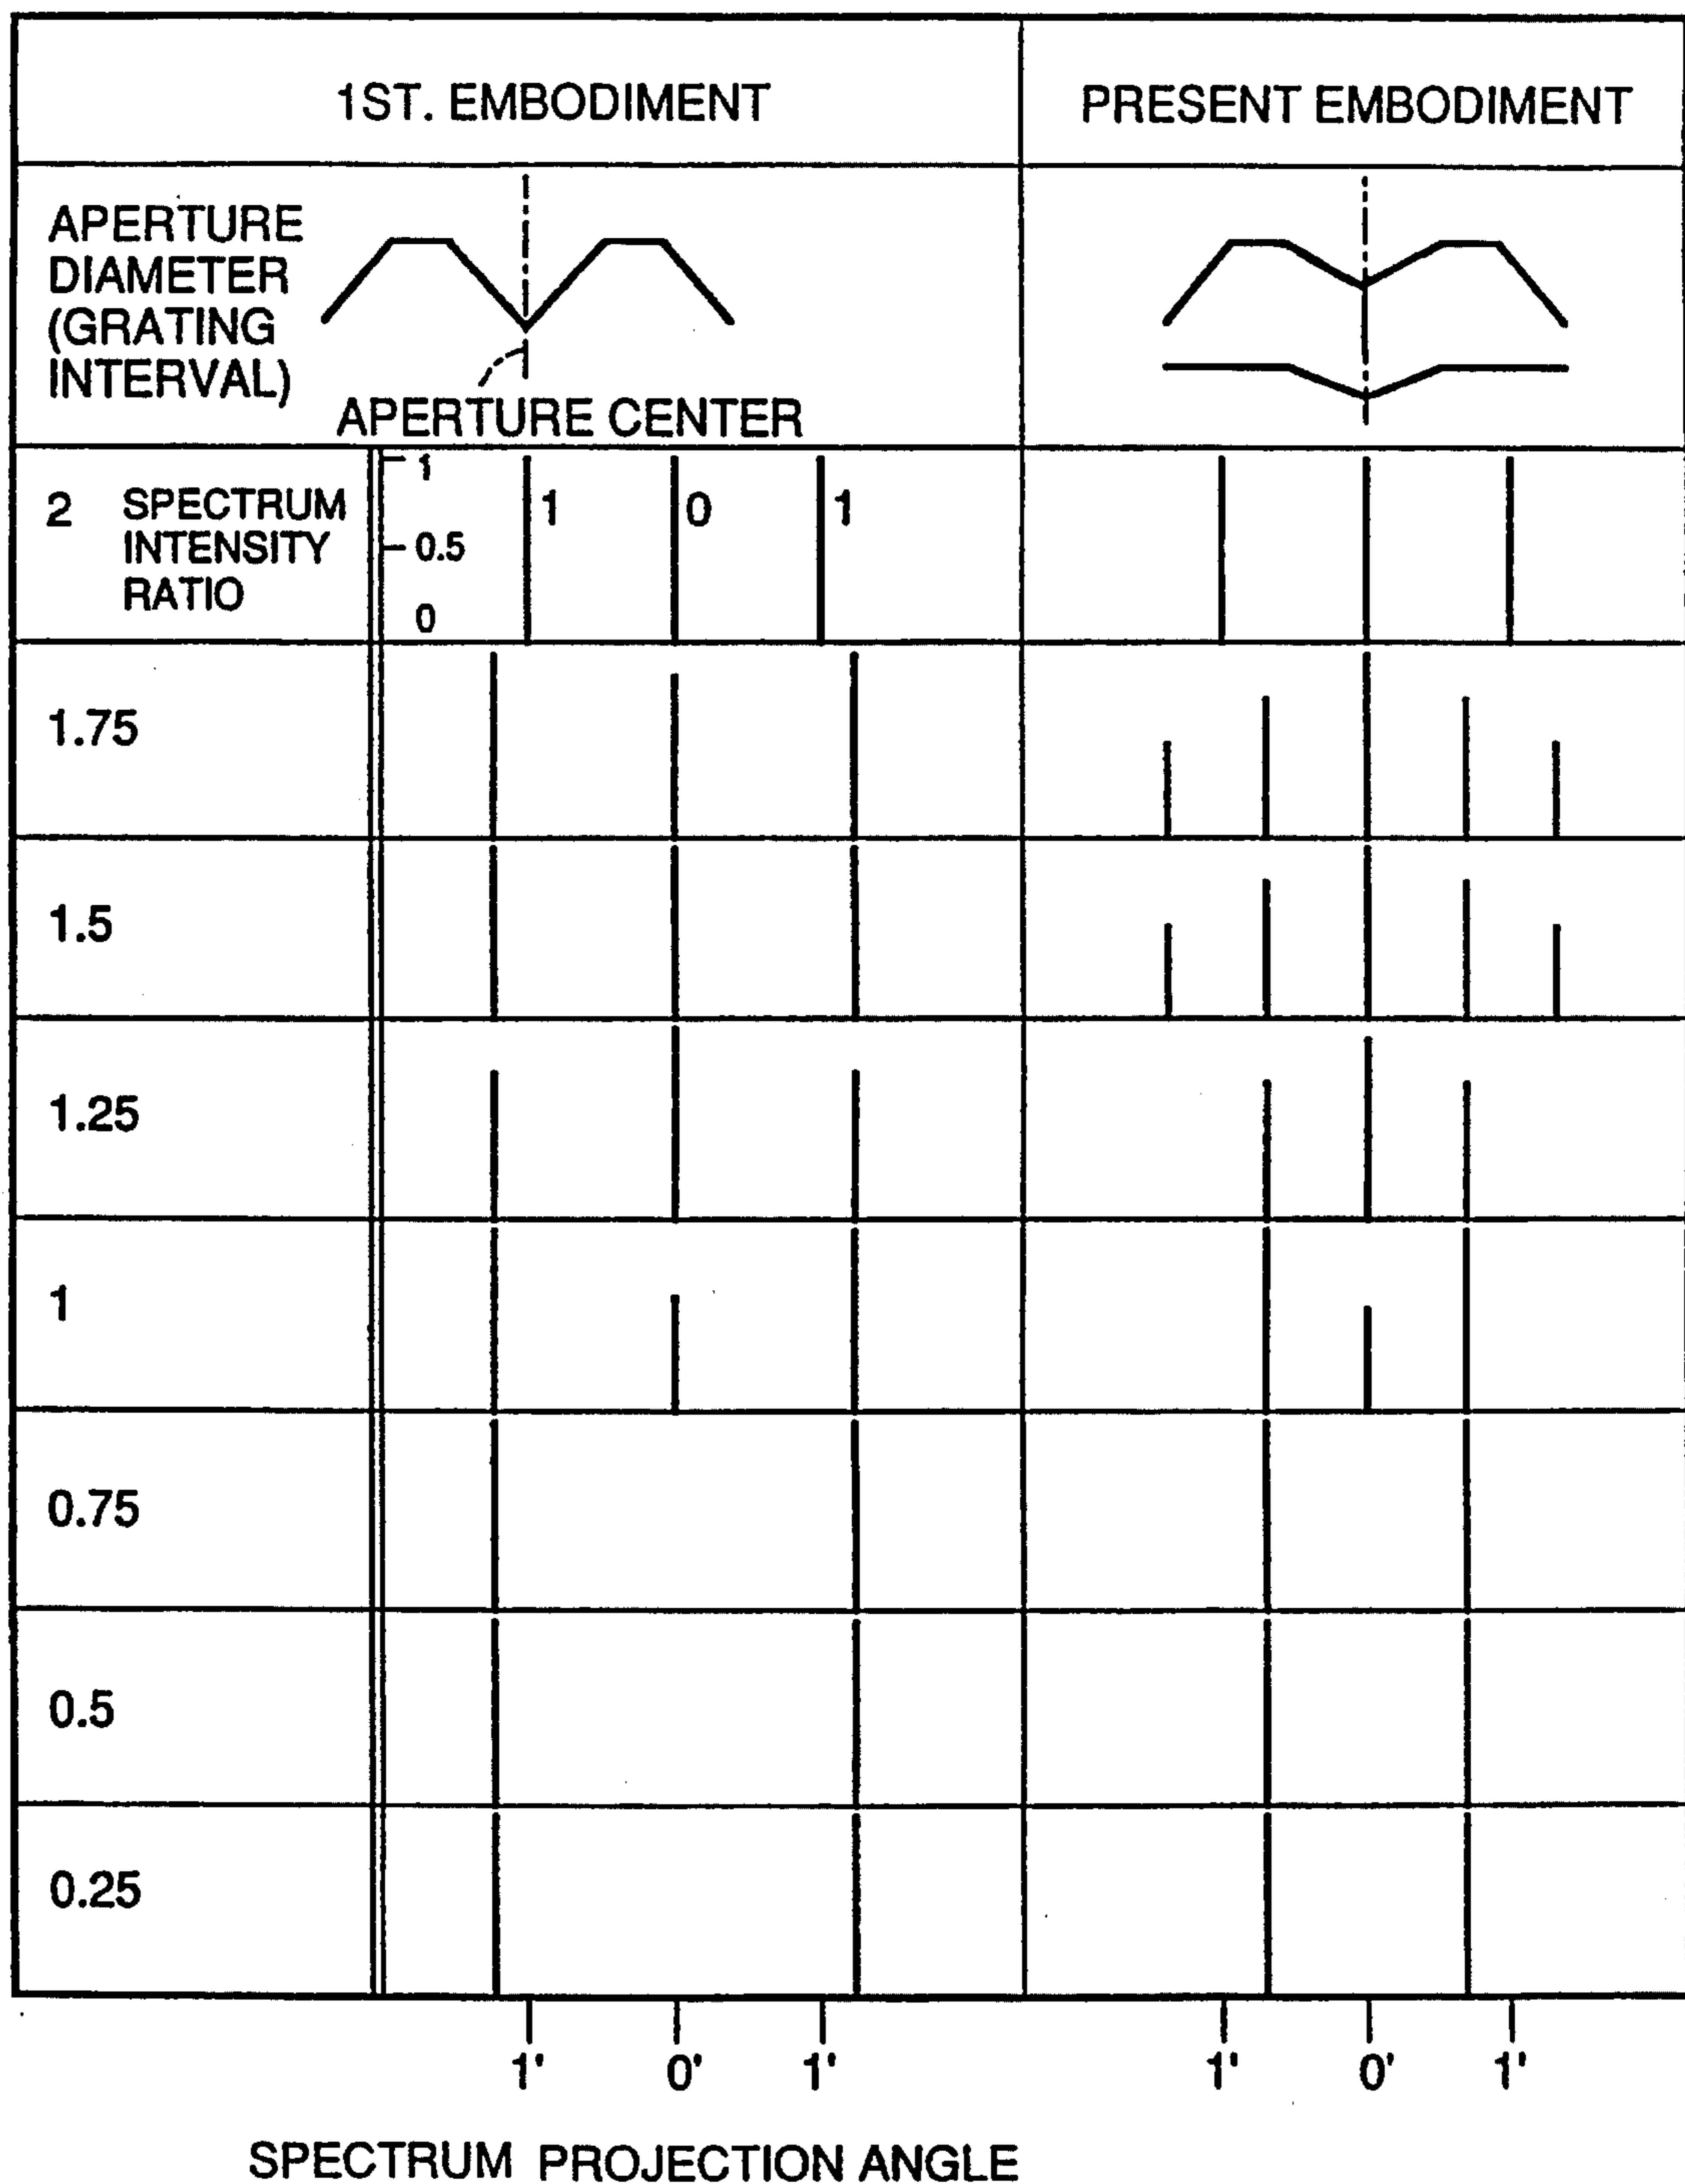 1ST. EMBODIMENT
PRESENT EMBODIMENT
APERTURE
DIAMETER
(GRATING
INTERVAL)
APERTURE CENTER
2 SPECTRUM
INTENSITY
RATIO
1
0.5
0
1
0
1
1.75
1.5
1.25
1
0.75
0.5
0.25
1' 0' 1' 1' 0' 1'
SPECTRUM PROJECTION ANGLE